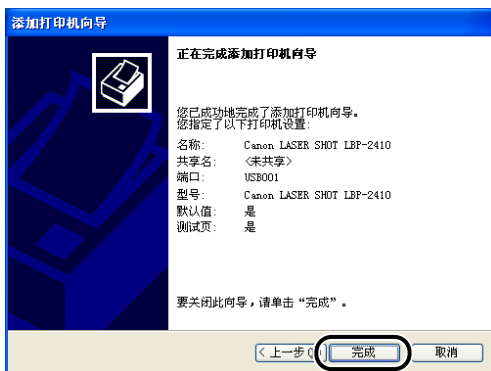 添加打印机向导
正在完成添加打印机向导
您已成功地完成了添加打印机向导。
您指定了以下打印机设置:
名称: Canon LASER SHOT LBP-2410
共享名: <未共享>
端口: USB001
型号: Canon LASER SHOT LBP-2410
默认值: 是
测试页: 是
要关闭此向导，请单击“完成”。
<上一步 完成 取消